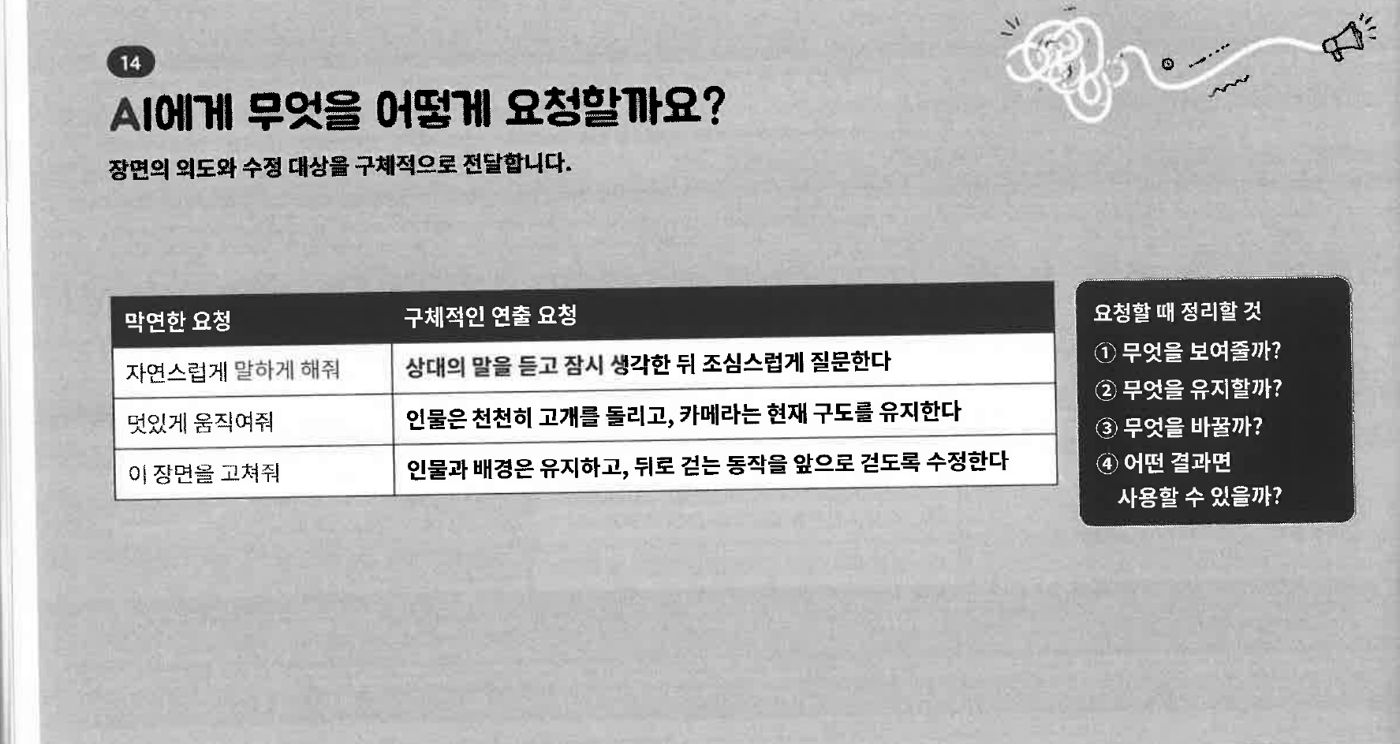 14
AI에게 무엇을 어떻게 요청할까요?
장면의 의도와 수정 대상을 구체적으로 전달합니다.
막연한 요청 구체적인 연출 요청
자연스럽게 말하게 해줘 상대의 말을 듣고 잠시 생각한 뒤 조심스럽게 질문한다
멋있게 움직여줘 인물은 천천히 고개를 돌리고, 카메라는 현재 구도를 유지한다
이 장면을 고쳐줘 인물과 배경은 유지하고, 뒤로 걷는 동작을 앞으로 걷도록 수정한다
요청할 때 정리할 것
① 무엇을 보여줄까?
② 무엇을 유지할까?
③ 무엇을 바꿀까?
④ 어떤 결과면
사용할 수 있을까?